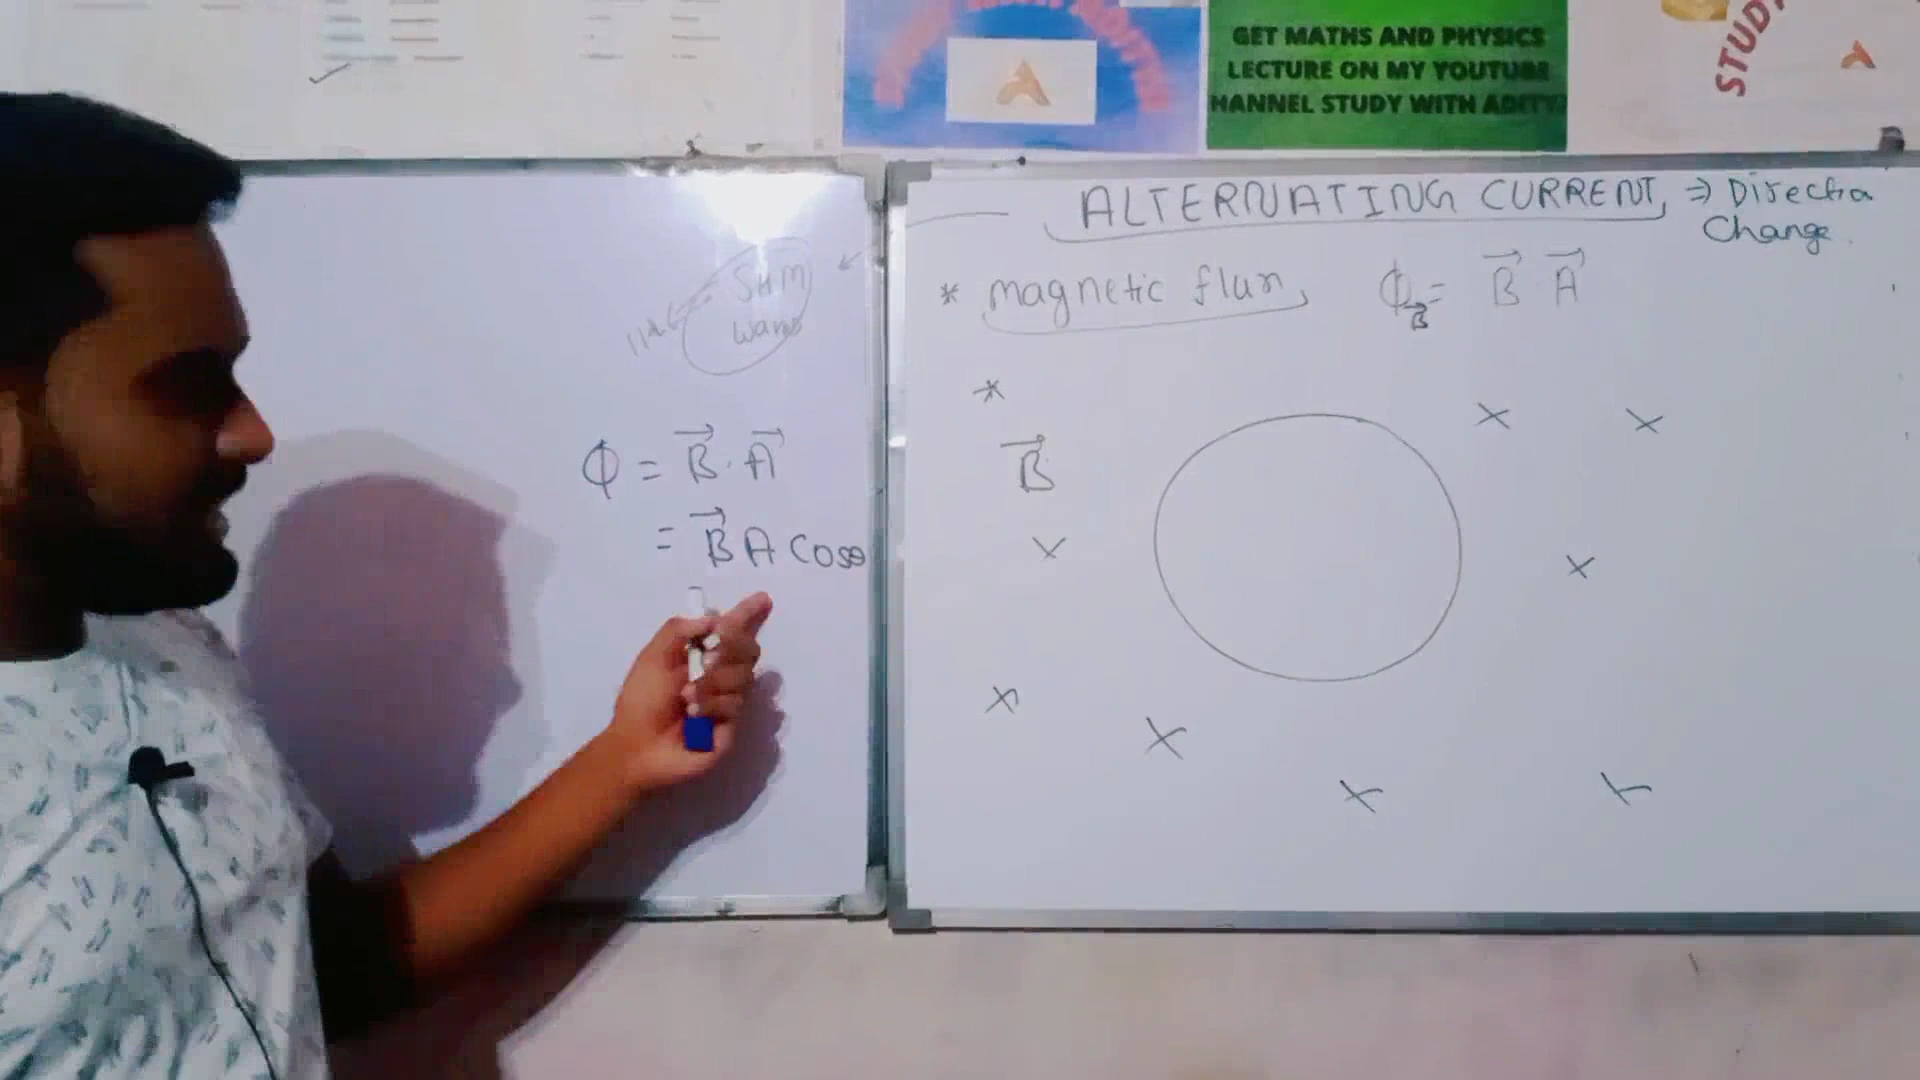 GET MATHS AND PHYSICS
LECTURE ON MY YOUTUBE
HANNEL STUDY WITH ADITY
STUDY
ALTERNATING CURRENT, ⇒ Direction
Change.
* magnetic flux, Φ_B⃗ = B⃗ A⃗
*
B⃗
SHM
wave
Φ = B⃗ . A⃗
= B⃗ A Cosθ